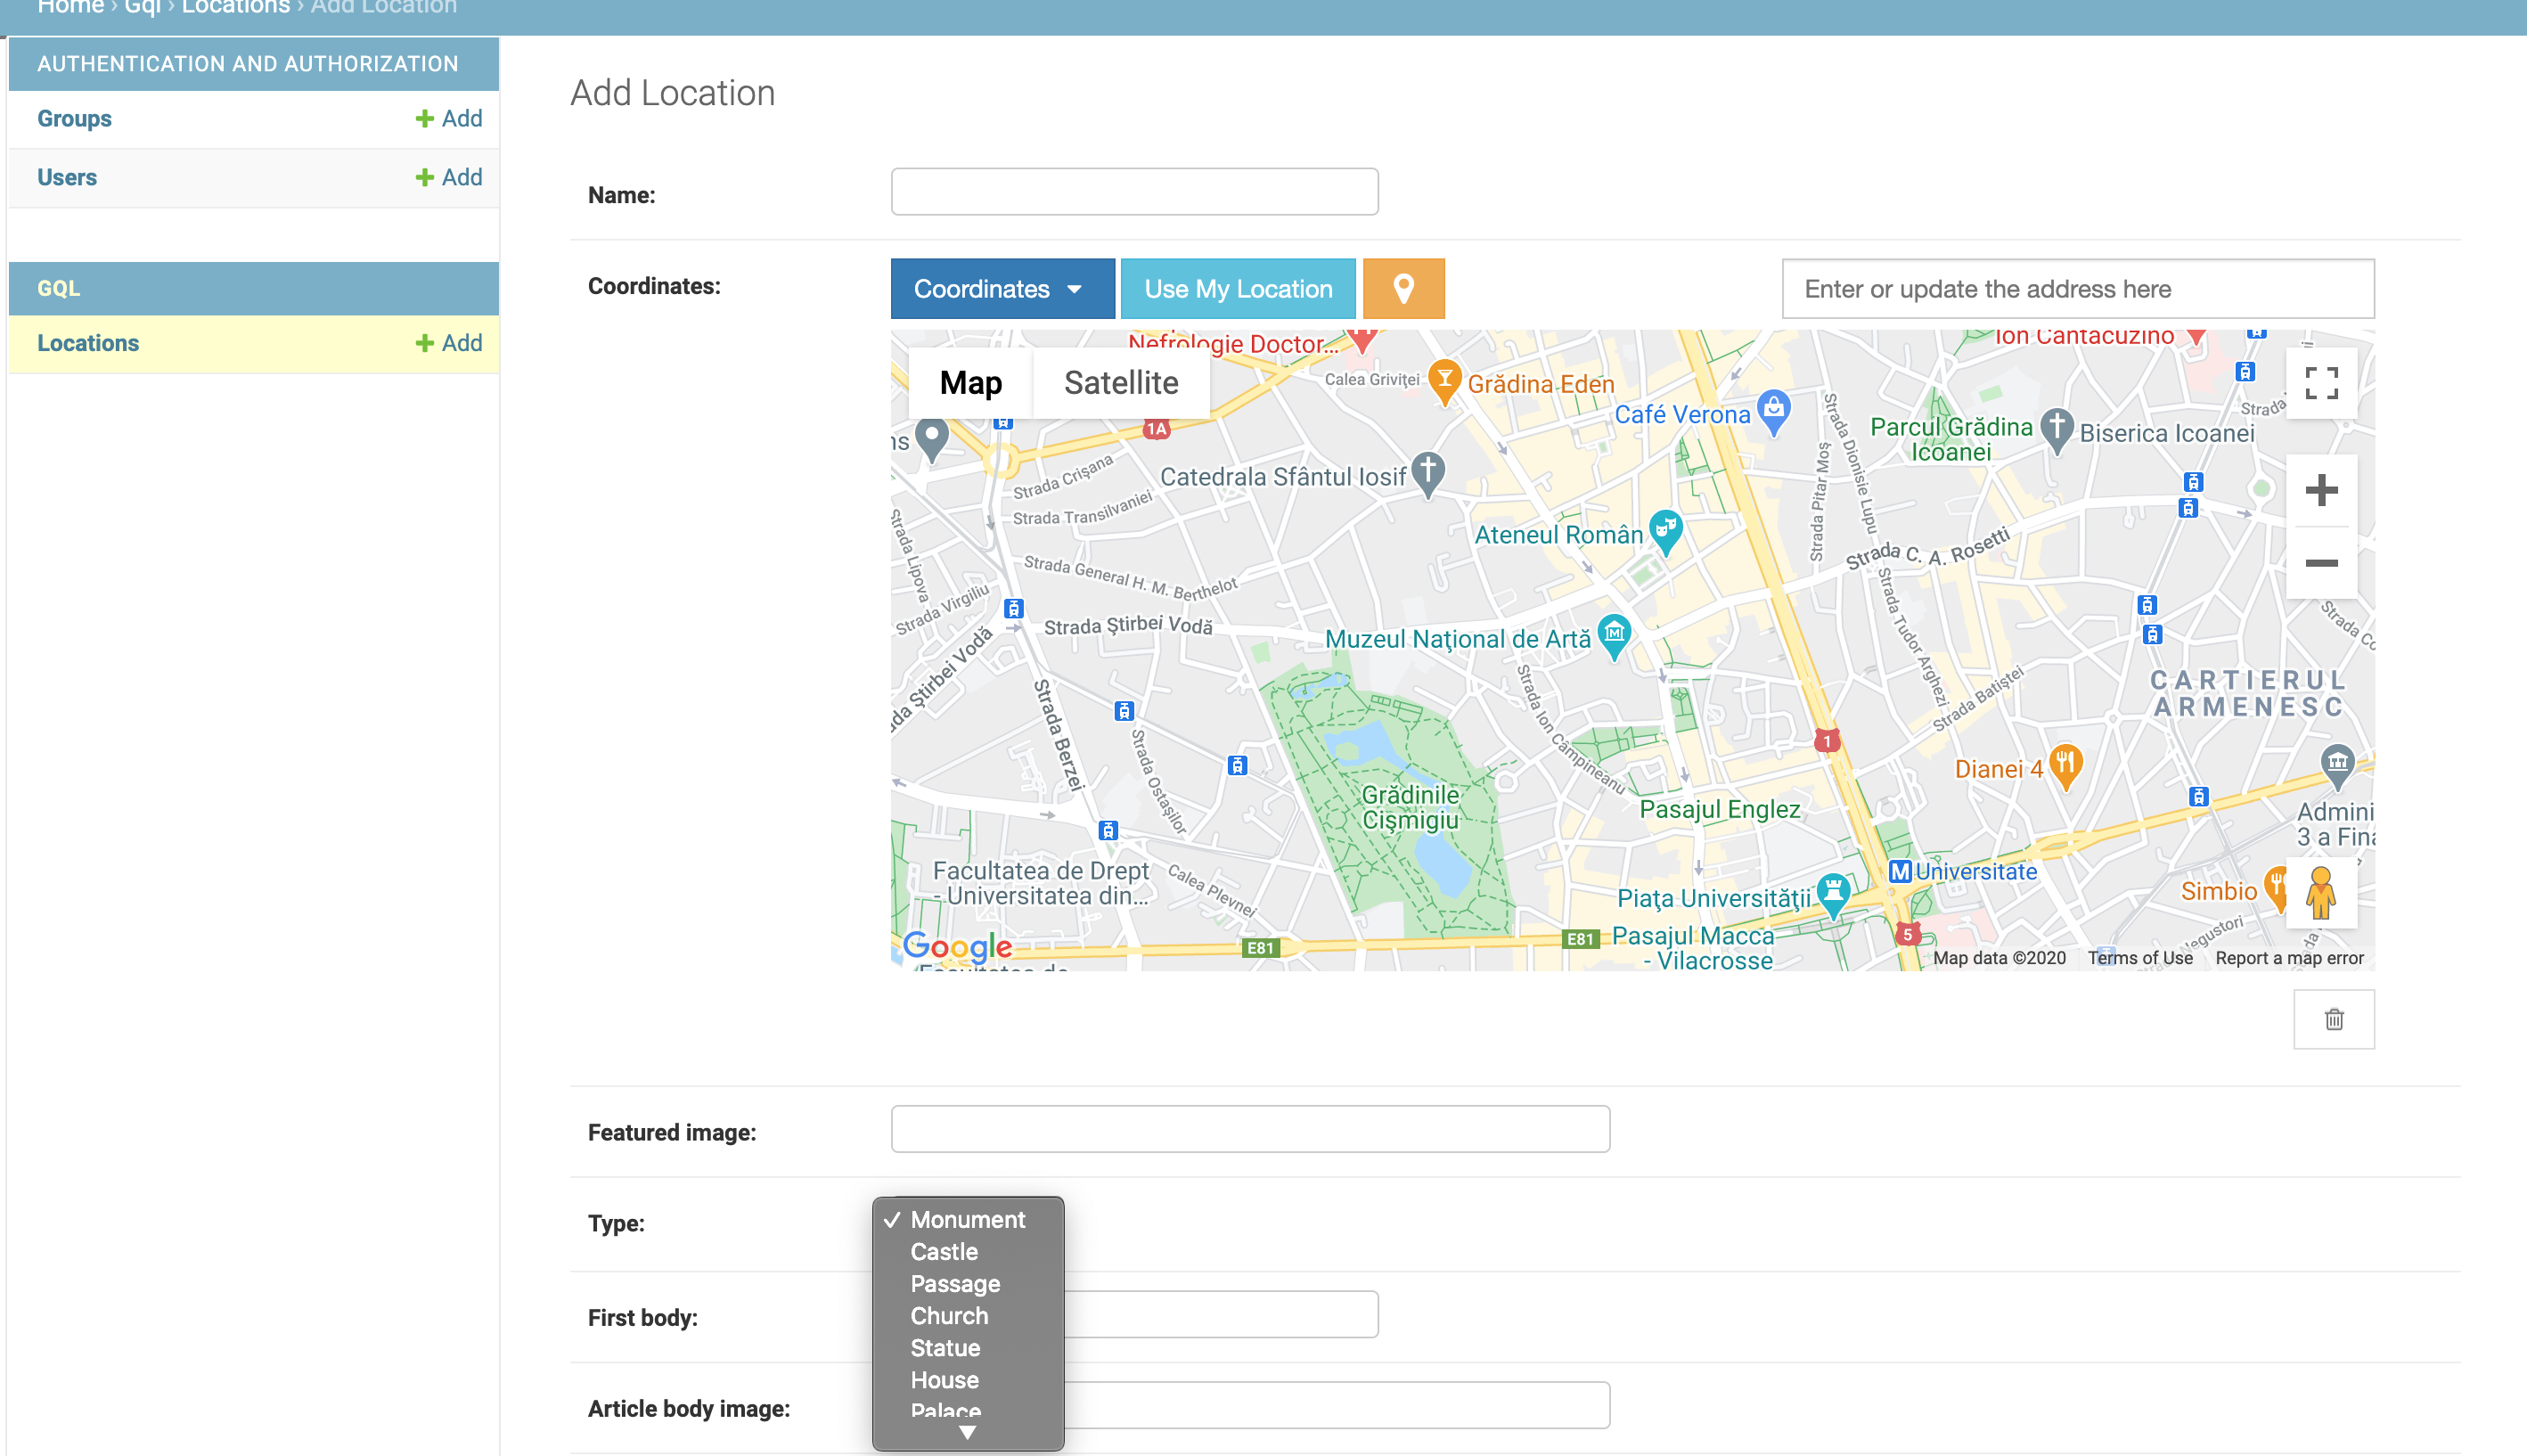 Home › Gql › Locations › Add Location
AUTHENTICATION AND AUTHORIZATION
Groups
Add
Users
Add
GQL
Locations
Add
Add Location
Name:
Coordinates:
Coordinates
Use My Location
Enter or update the address here
Map
Satellite
Nefrologie Doctor...
Calea Griviței
Grădina Eden
Ion Cantacuzino
Café Verona
Parcul Grădina
Icoanei
Biserica Icoanei
Strada
1A
Catedrala Sfântul Iosif
Strada Crișana
Strada Transilvaniei
Strada Lipova
Strada Pitar Moș
Strada Dionisie Lupu
Ateneul Român
Strada C. A. Rosetti
Strada General H. M. Berthelot
Strada Virgiliu
Strada Știrbei Vodă
Muzeul Național de Artă
Știrbei Vodă
Strada Tudor Arghezi
Strada Batiștei
CARTIERUL
ARMENESC
Strada Berzei
Strada Ostașilor
Strada Ion Câmpineanu
1
Dianei 4
Grădinile
Cișmigiu
Pasajul Englez
Admini
3 a Fina
Facultatea de Drept
- Universitatea din...
Calea Plevnei
M Universitate
Piața Universității
Simbio
E81
E81
Pasajul Macca
- Vilacrosse
5
Negustori
Google
Map data ©2020
Terms of Use
Report a map error
Featured image:
Type:
✓ Monument
Castle
Passage
Church
Statue
House
Palace
First body:
Article body image: